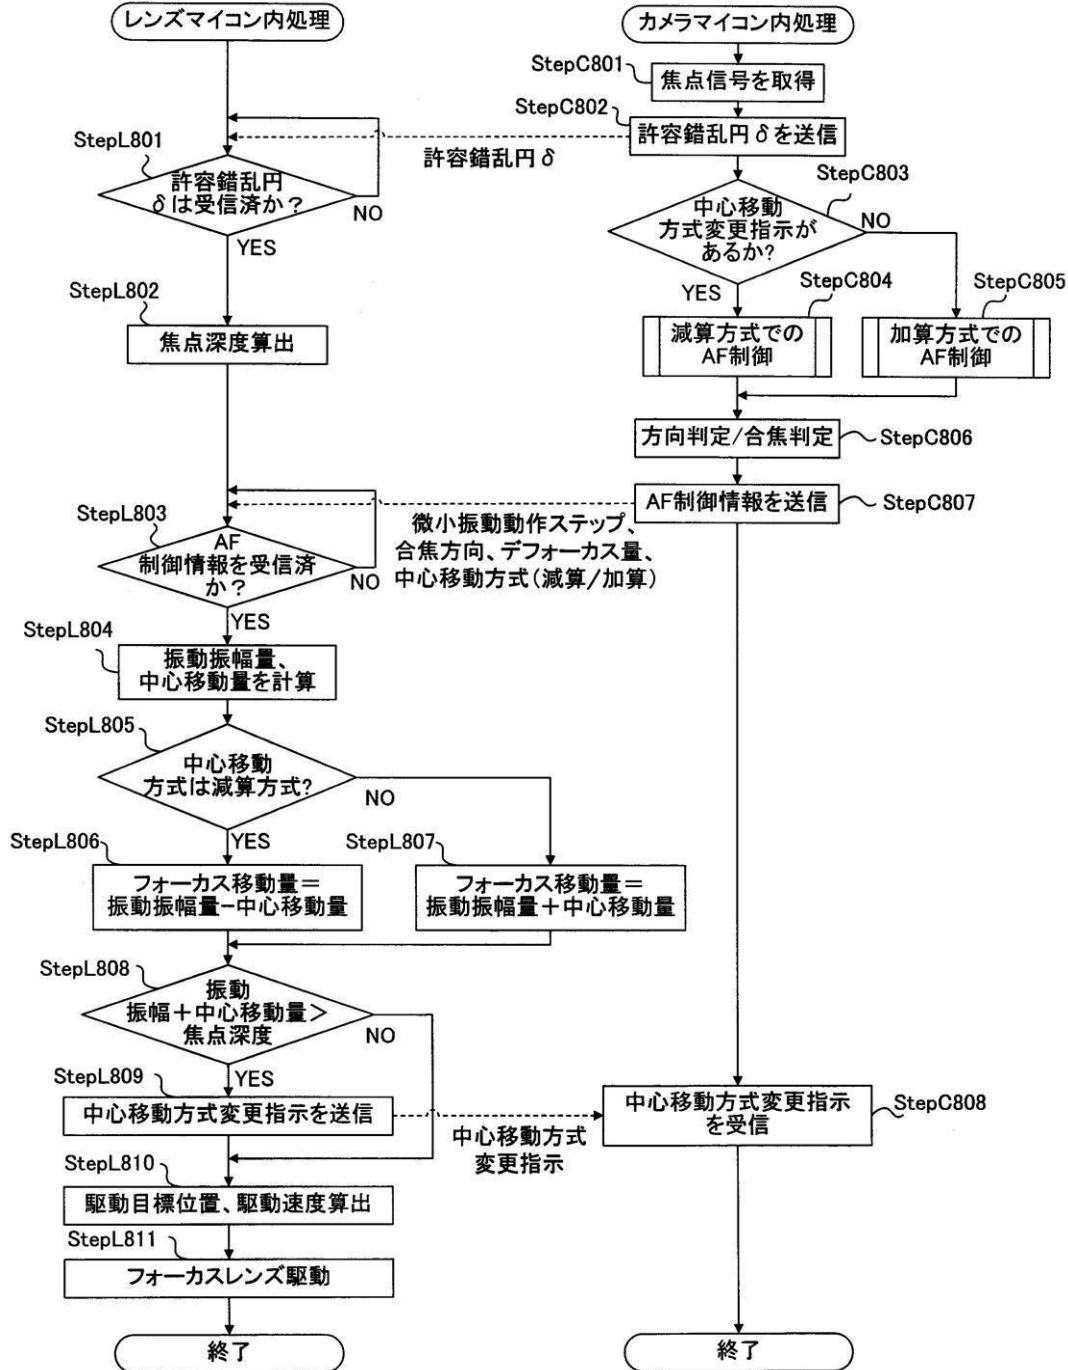 レンズマイコン内処理
カメラマイコン内処理
StepC801
焦点信号を取得
StepC802
許容錯乱円δを送信
許容錯乱円δ
StepL801
許容錯乱円
δは受信済か？
NO
YES
StepC803
中心移動
方式変更指示が
あるか?
NO
YES
StepL802
焦点深度算出
StepC804
減算方式での
AF制御
StepC805
加算方式での
AF制御
方向判定/合焦判定
StepC806
AF制御情報を送信
StepC807
微小振動動作ステップ、
合焦方向、デフォーカス量、
中心移動方式(減算/加算)
StepL803
AF
制御情報を受信済
か？
NO
YES
StepL804
振動振幅量、
中心移動量を計算
StepL805
中心移動
方式は減算方式?
NO
YES
StepL806
フォーカス移動量＝
振動振幅量−中心移動量
StepL807
フォーカス移動量＝
振動振幅量＋中心移動量
StepL808
振動
振幅＋中心移動量＞
焦点深度
NO
YES
StepL809
中心移動方式変更指示を送信
中心移動方式
変更指示
中心移動方式変更指示
を受信
StepC808
StepL810
駆動目標位置、駆動速度算出
StepL811
フォーカスレンズ駆動
終了
終了